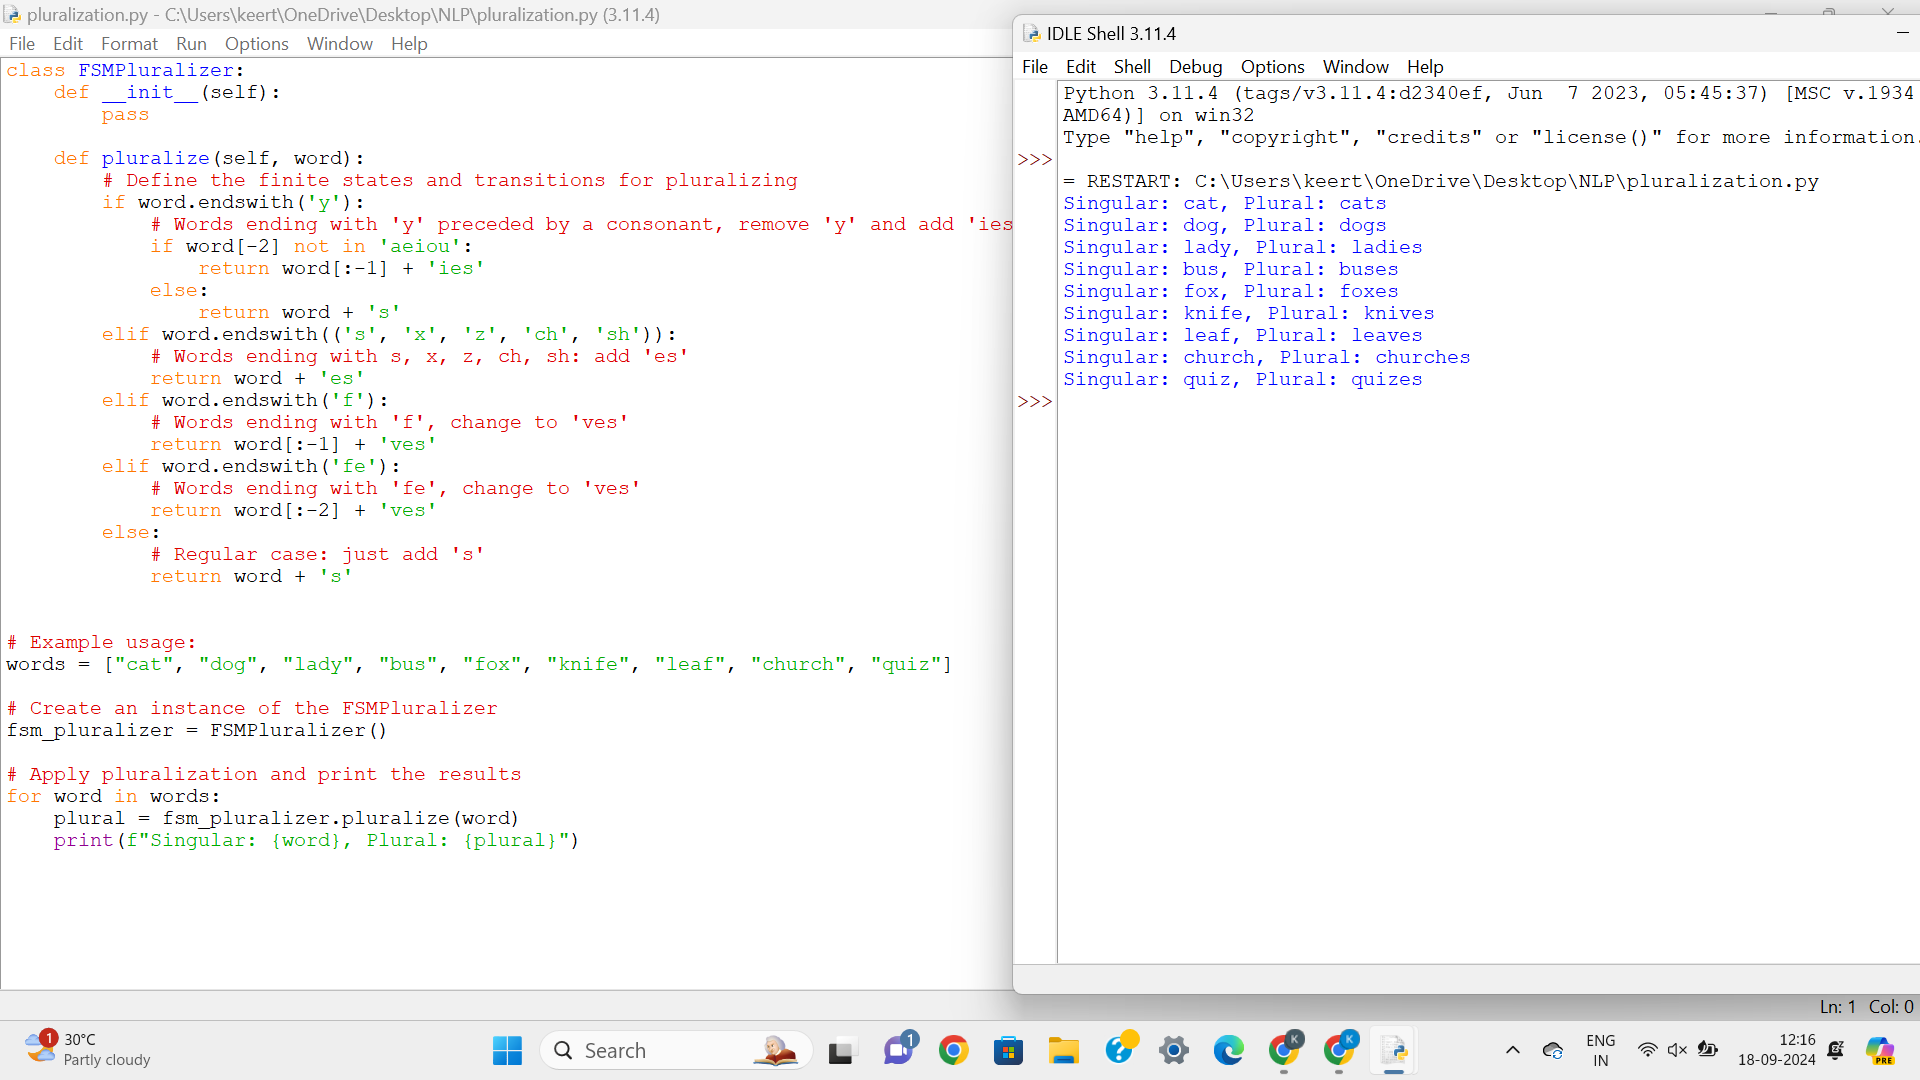 pluralization.py - C:\Users\keert\OneDrive\Desktop\NLP\pluralization.py (3.11.4)
File Edit Format Run Options Window Help
class FSMPluralizer:
    def __init__(self):
        pass

    def pluralize(self, word):
        # Define the finite states and transitions for pluralizing
        if word.endswith('y'):
            # Words ending with 'y' preceded by a consonant, remove 'y' and add 'ies
            if word[-2] not in 'aeiou':
                return word[:-1] + 'ies'
            else:
                return word + 's'
        elif word.endswith(('s', 'x', 'z', 'ch', 'sh')):
            # Words ending with s, x, z, ch, sh: add 'es'
            return word + 'es'
        elif word.endswith('f'):
            # Words ending with 'f', change to 'ves'
            return word[:-1] + 'ves'
        elif word.endswith('fe'):
            # Words ending with 'fe', change to 'ves'
            return word[:-2] + 'ves'
        else:
            # Regular case: just add 's'
            return word + 's'

# Example usage:
words = ["cat", "dog", "lady", "bus", "fox", "knife", "leaf", "church", "quiz"]

# Create an instance of the FSMPluralizer
fsm_pluralizer = FSMPluralizer()

# Apply pluralization and print the results
for word in words:
    plural = fsm_pluralizer.pluralize(word)
    print(f"Singular: {word}, Plural: {plural}")
IDLE Shell 3.11.4
File Edit Shell Debug Options Window Help
Python 3.11.4 (tags/v3.11.4:d2340ef, Jun  7 2023, 05:45:37) [MSC v.1934
AMD64)] on win32
Type "help", "copyright", "credits" or "license()" for more information.
>>>
= RESTART: C:\Users\keert\OneDrive\Desktop\NLP\pluralization.py
Singular: cat, Plural: cats
Singular: dog, Plural: dogs
Singular: lady, Plural: ladies
Singular: bus, Plural: buses
Singular: fox, Plural: foxes
Singular: knife, Plural: knives
Singular: leaf, Plural: leaves
Singular: church, Plural: churches
Singular: quiz, Plural: quizes
>>>
Ln: 1 Col: 0
1
30°C
Partly cloudy
Search
1
K
K
ENG
IN
12:16
18-09-2024
PRE